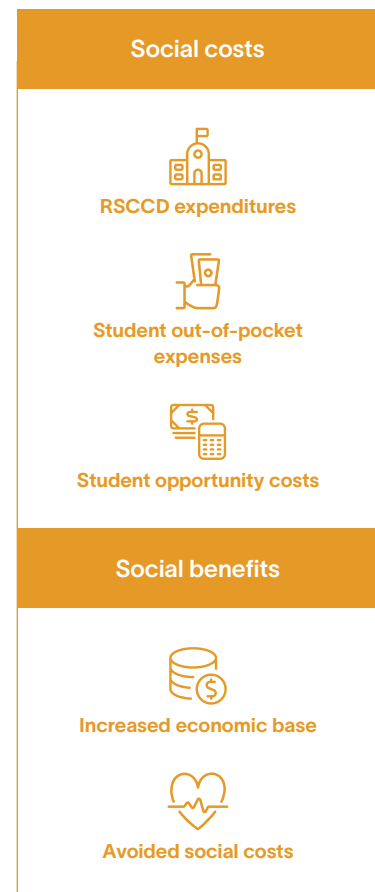 Social costs
RSCCD expenditures
Student out-of-pocket
expenses
$
Student opportunity costs
Social benefits
$
Increased economic base
Avoided social costs